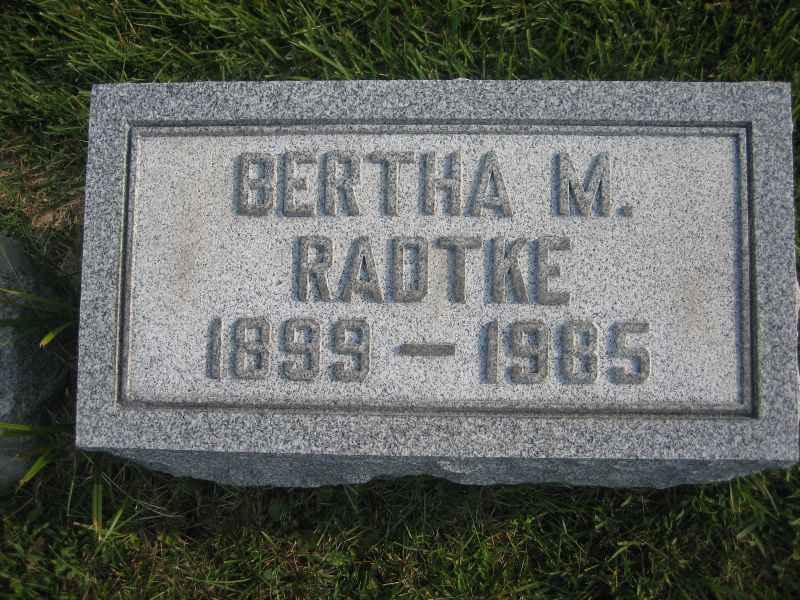 BERTHA M.
RADTKE
1899 — 1985